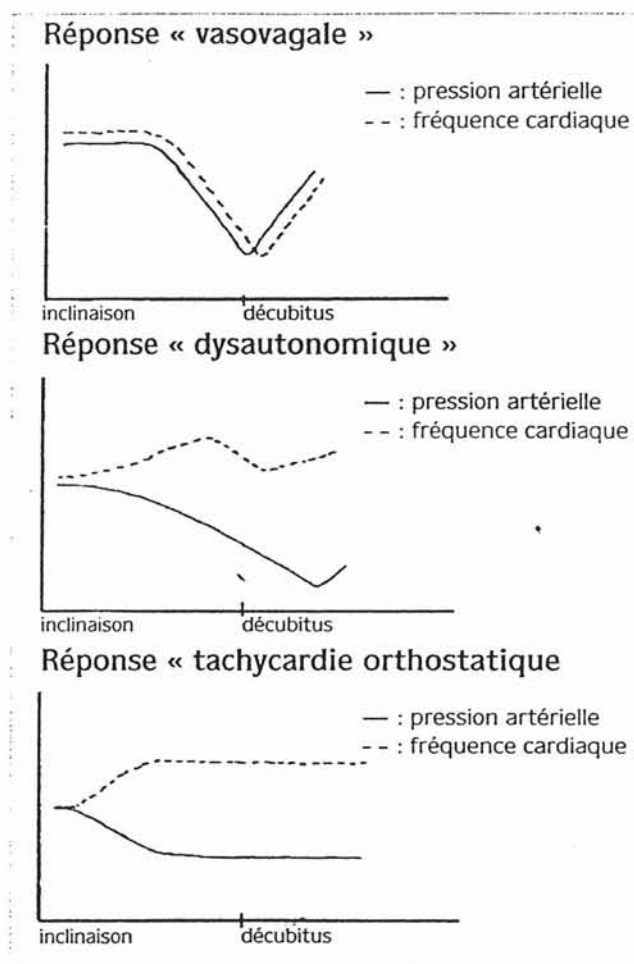 Réponse « vasovagale »
— : pression artérielle
-- : fréquence cardiaque
inclinaison décubitus
Réponse « dysautonomique »
— : pression artérielle
-- : fréquence cardiaque
inclinaison décubitus
Réponse « tachycardie orthostatique
— : pression artérielle
-- : fréquence cardiaque
inclinaison décubitus